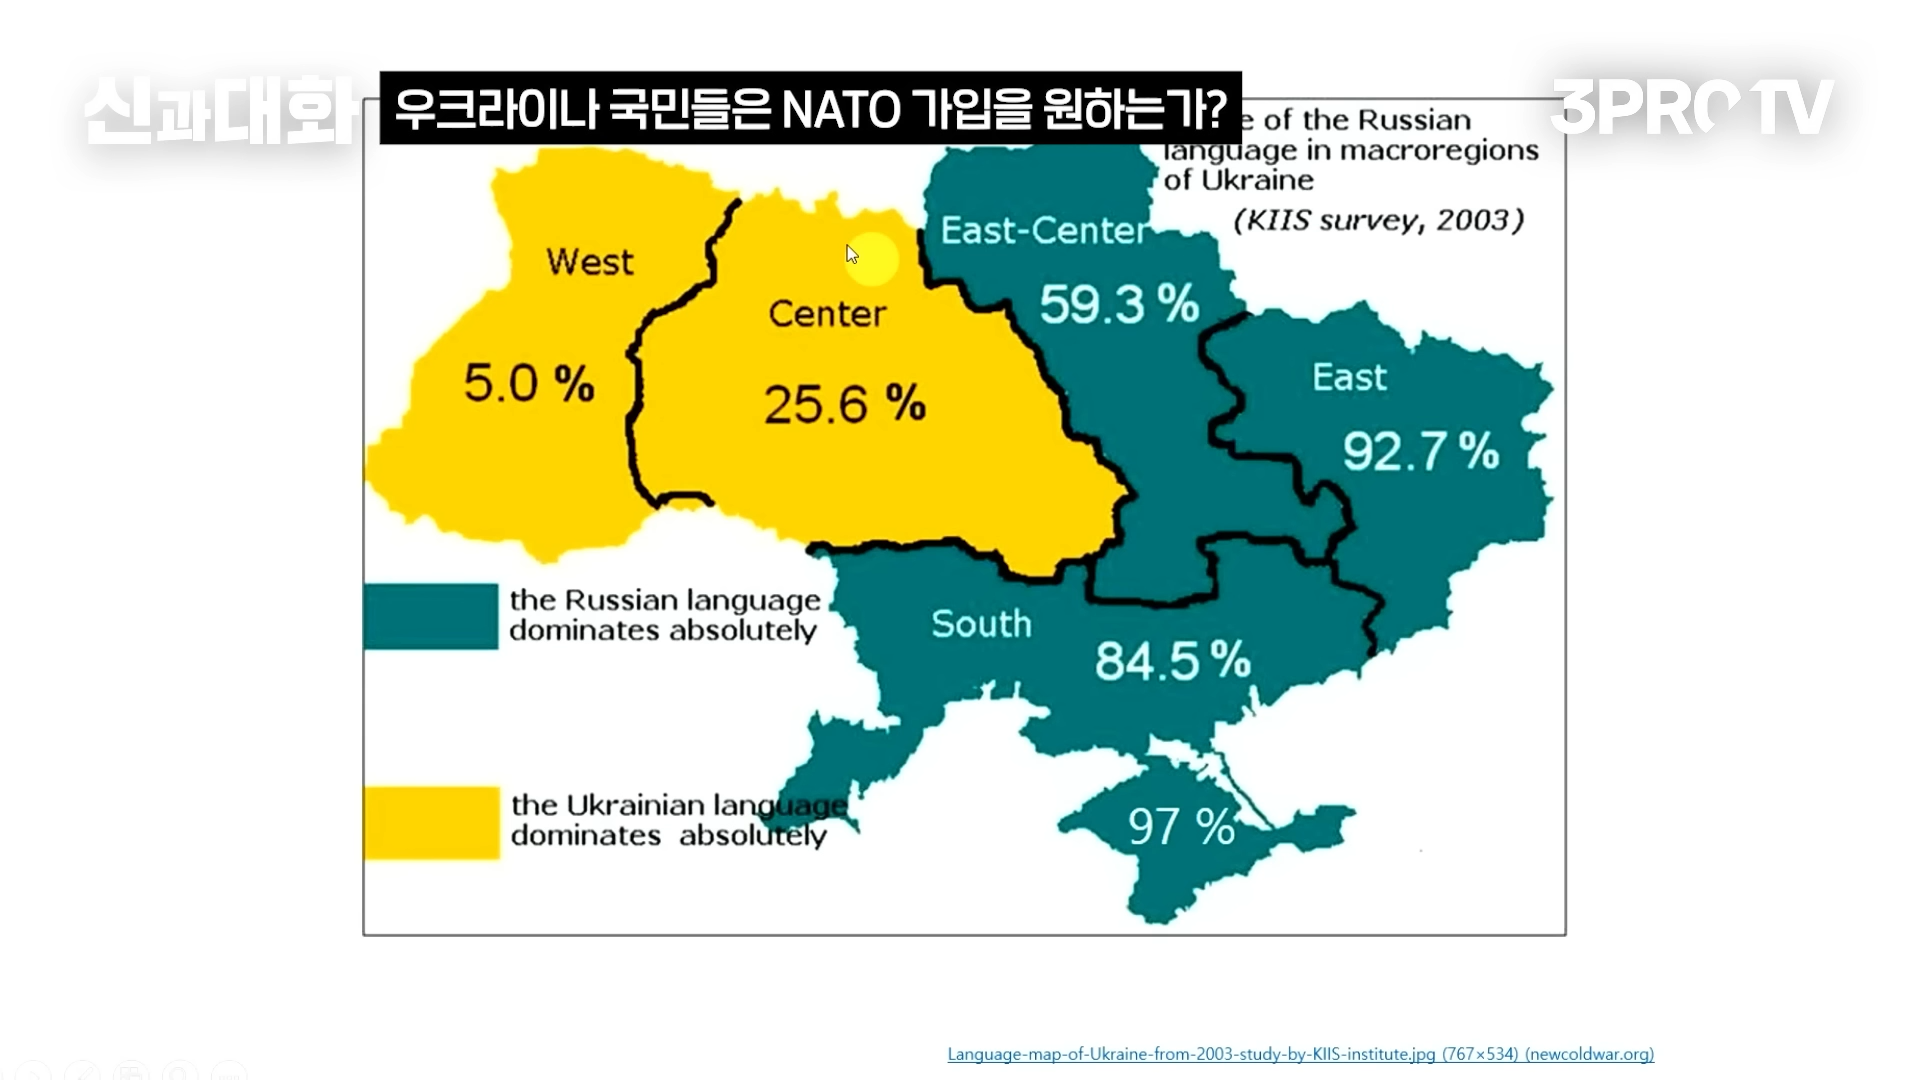 신과대화
우크라이나 국민들은 NATO 가입을 원하는가?
3PRO TV
e of the Russian
language in macroregions
of Ukraine
(KIIS survey, 2003)
East-Center
59.3 %
West
5.0 %
Center
25.6 %
East
92.7 %
South
84.5 %
97 %
the Russian language
dominates absolutely
the Ukrainian language
dominates absolutely
Language-map-of-Ukraine-from-2003-study-by-KIIS-institute.jpg (767×534) (newcoldwar.org)